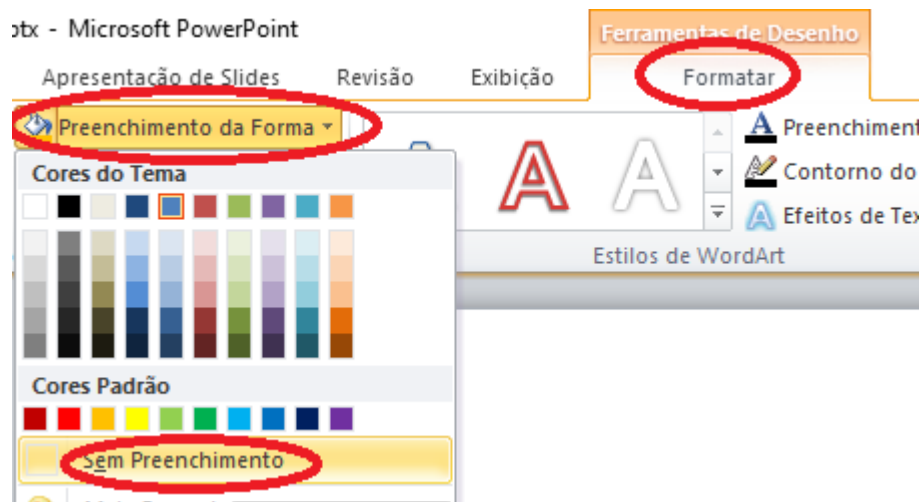 otx - Microsoft PowerPoint
Ferramentas de Desenho
Apresentação de Slides Revisão Exibição Formatar
Preenchimento da Forma
Preenchiment
Contorno do
Efeitos de Tex
Estilos de WordArt
Cores do Tema
Cores Padrão
Sem Preenchimento